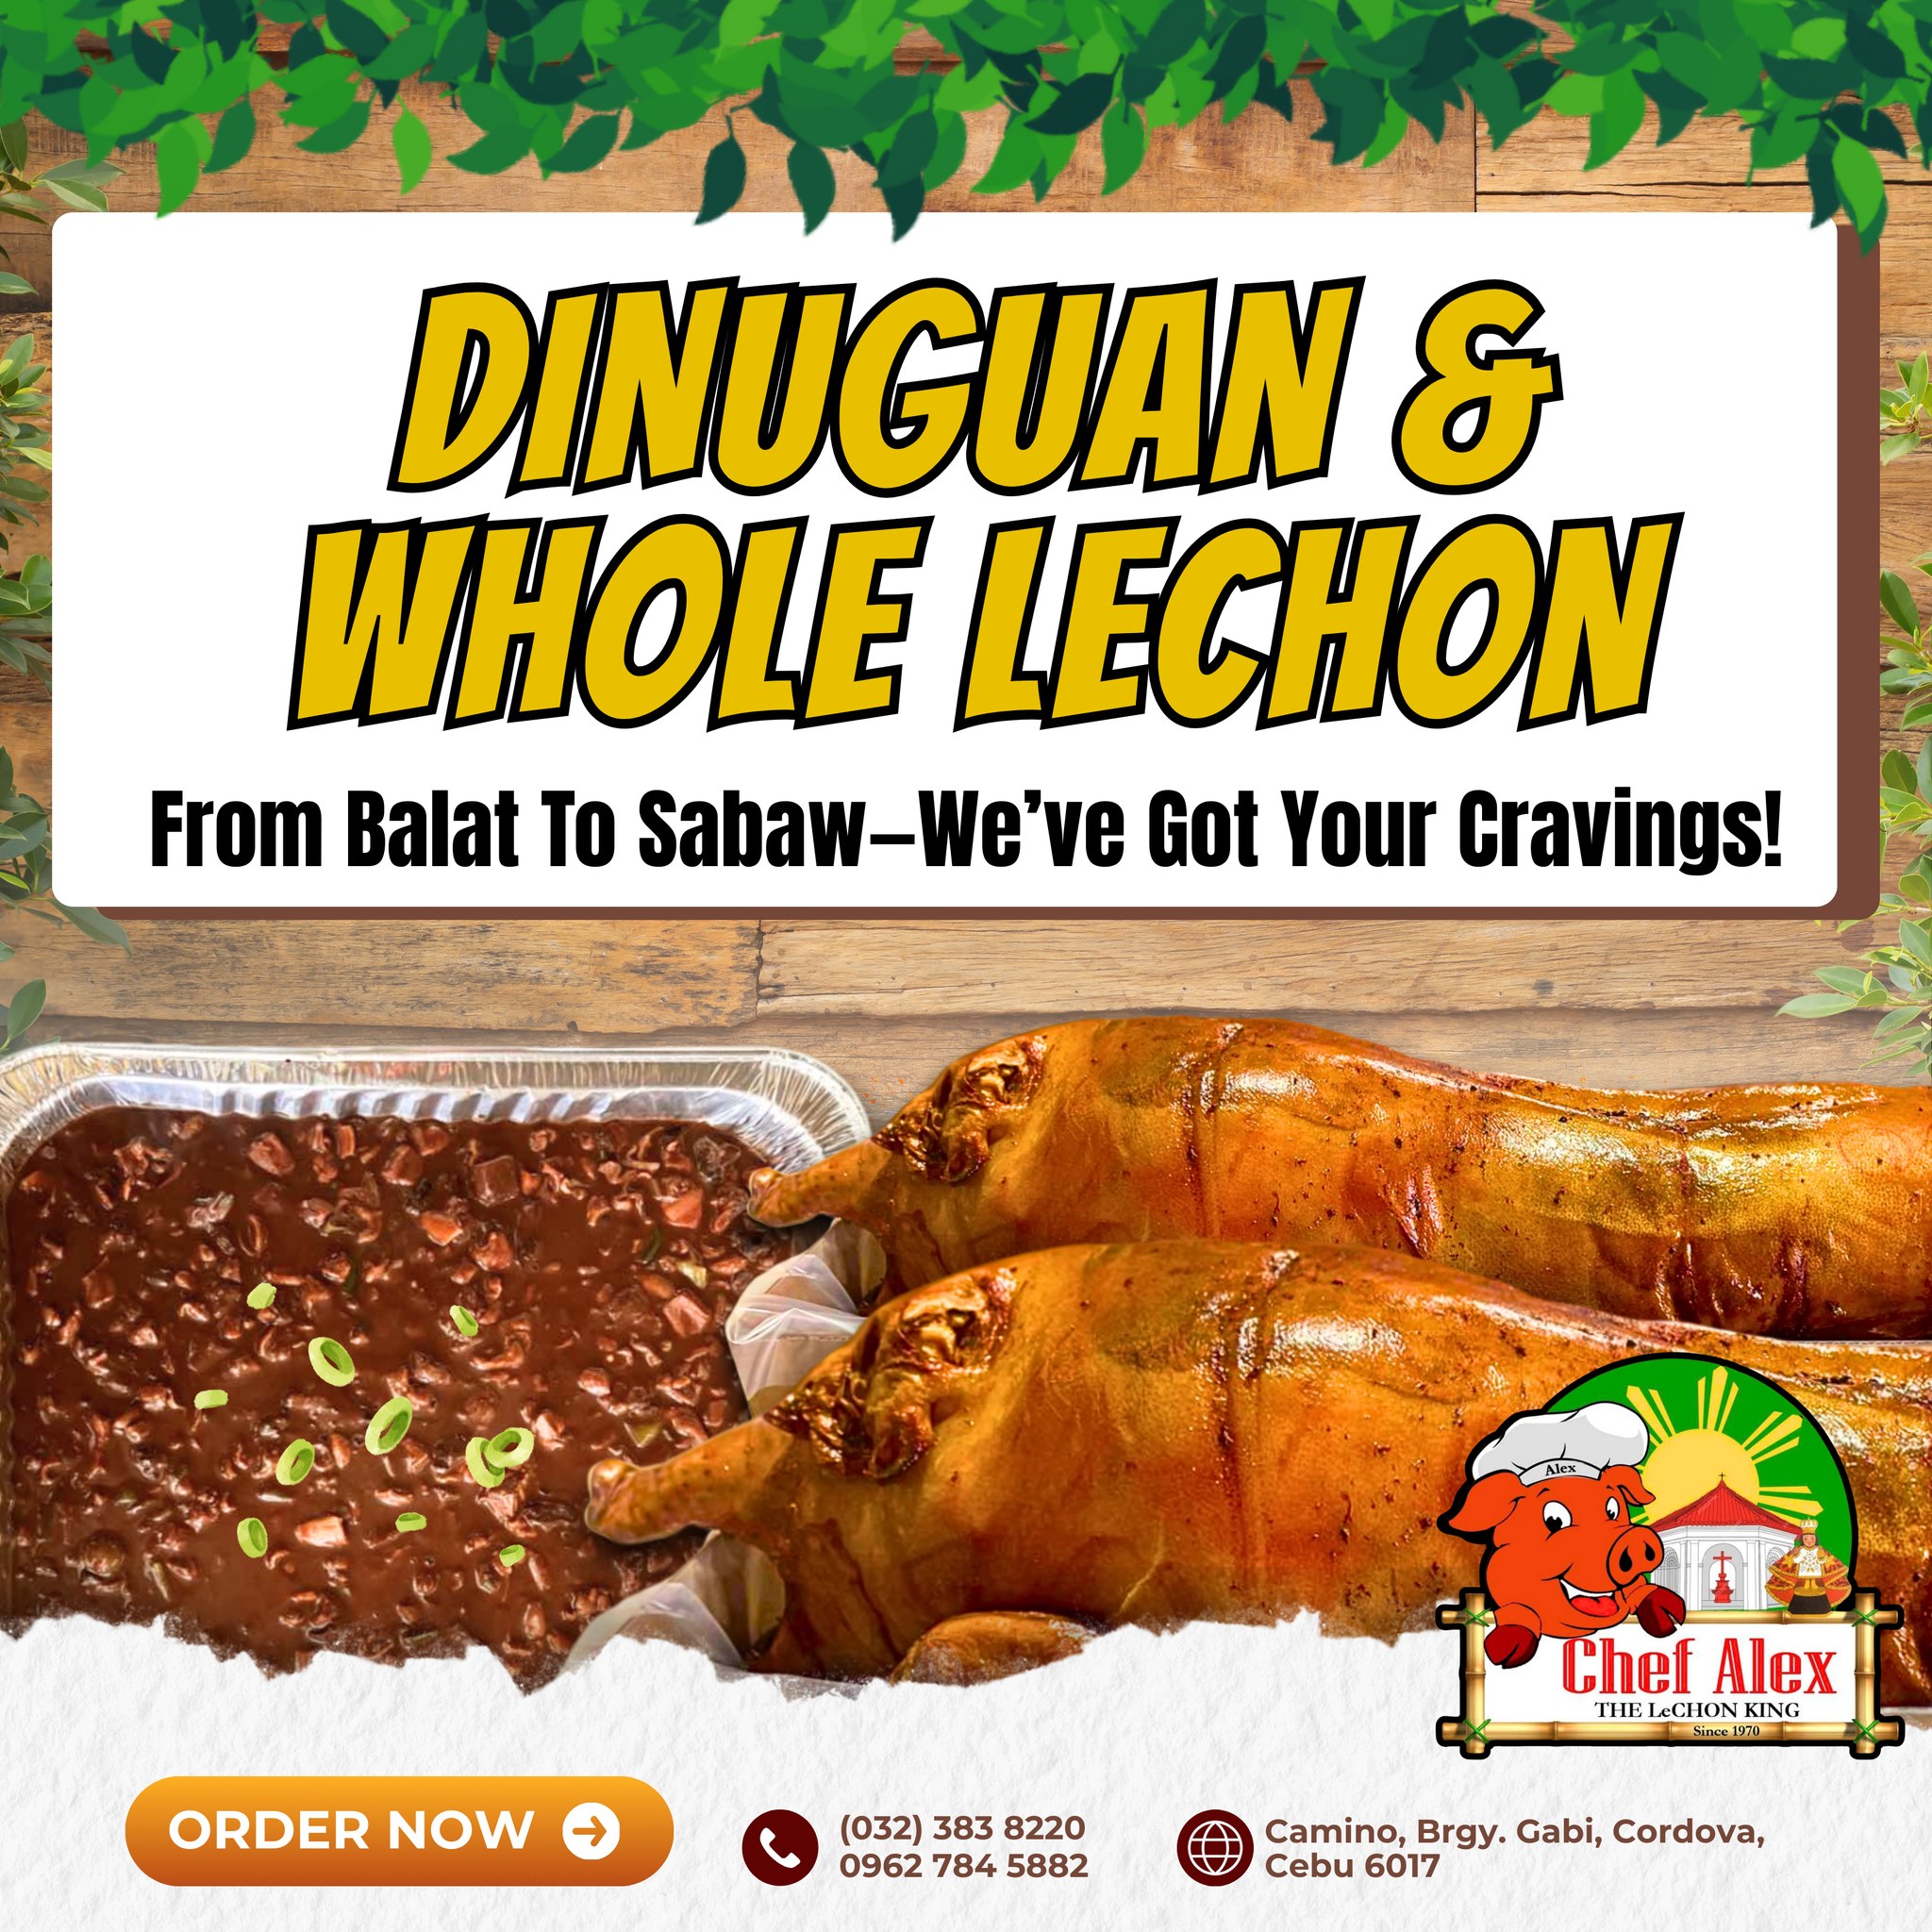 DINUGUAN &
WHOLE LECHON
From Balat To Sabaw–We’ve Got Your Cravings!
Alex
Chef Alex
THE LeCHON KING
Since 1970
ORDER NOW
(032) 383 8220
0962 784 5882
Camino, Brgy. Gabi, Cordova,
Cebu 6017